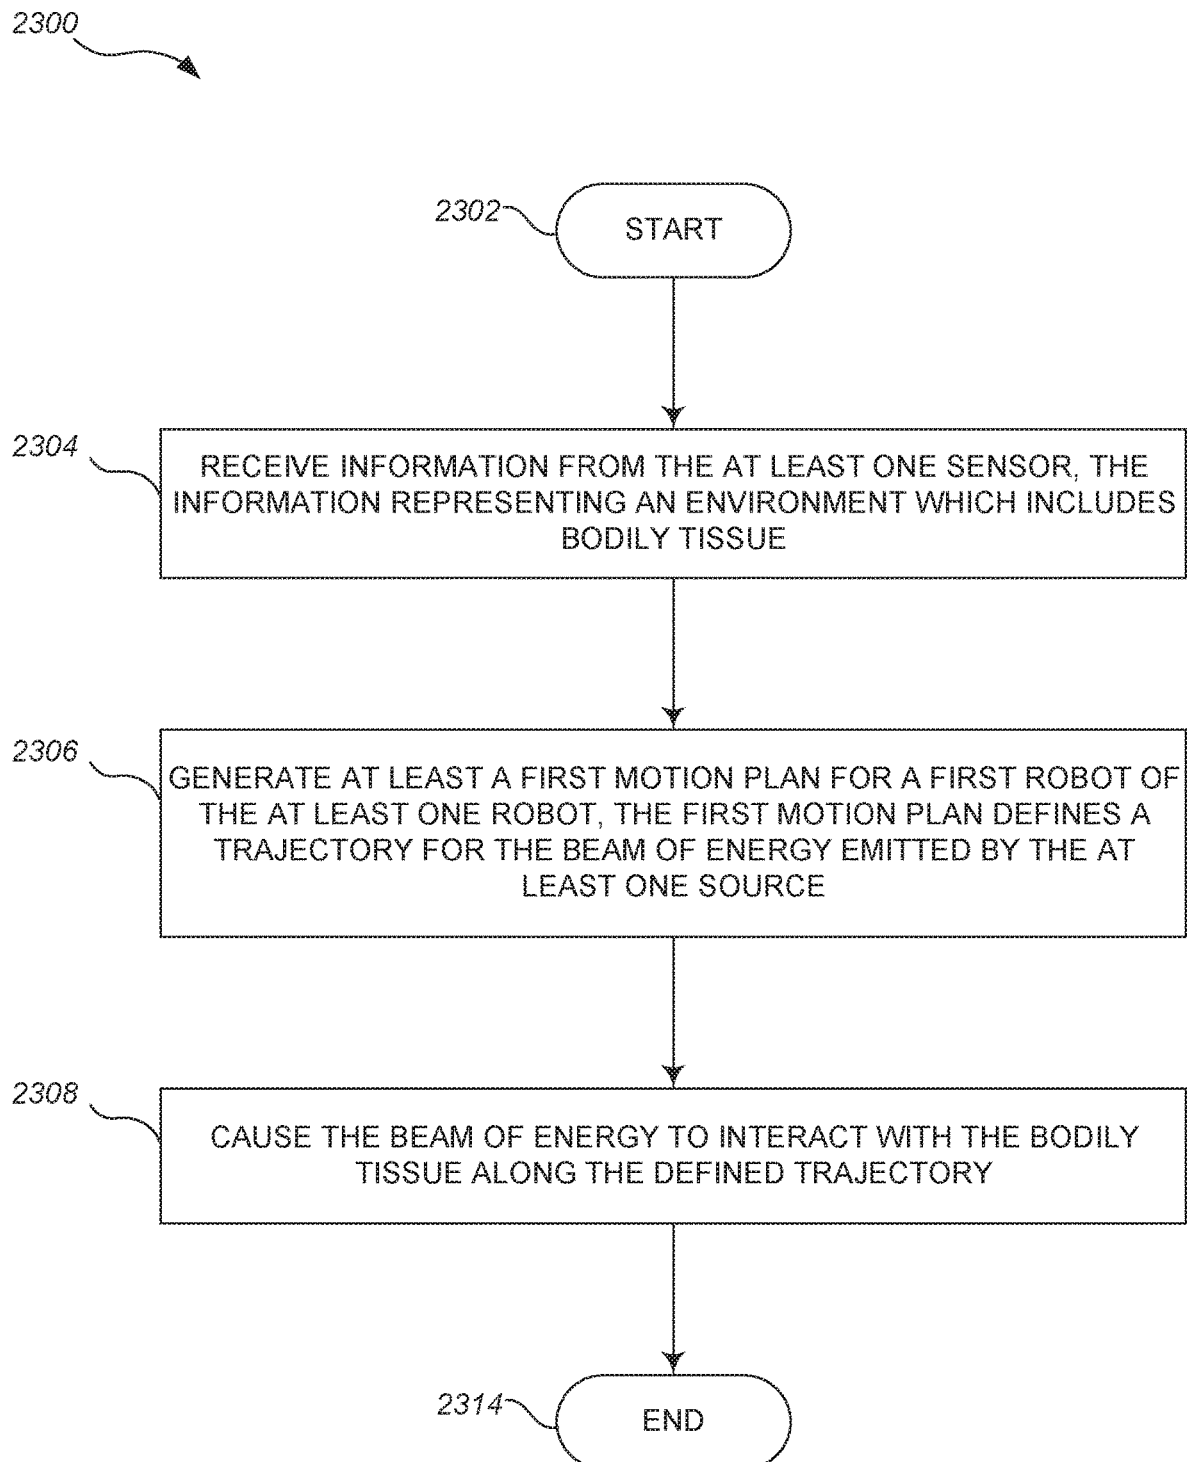 2300
2302
START
2304
RECEIVE INFORMATION FROM THE AT LEAST ONE SENSOR, THE
INFORMATION REPRESENTING AN ENVIRONMENT WHICH INCLUDES
BODILY TISSUE
2306
GENERATE AT LEAST A FIRST MOTION PLAN FOR A FIRST ROBOT OF
THE AT LEAST ONE ROBOT, THE FIRST MOTION PLAN DEFINES A
TRAJECTORY FOR THE BEAM OF ENERGY EMITTED BY THE AT
LEAST ONE SOURCE
2308
CAUSE THE BEAM OF ENERGY TO INTERACT WITH THE BODILY
TISSUE ALONG THE DEFINED TRAJECTORY
2314
END